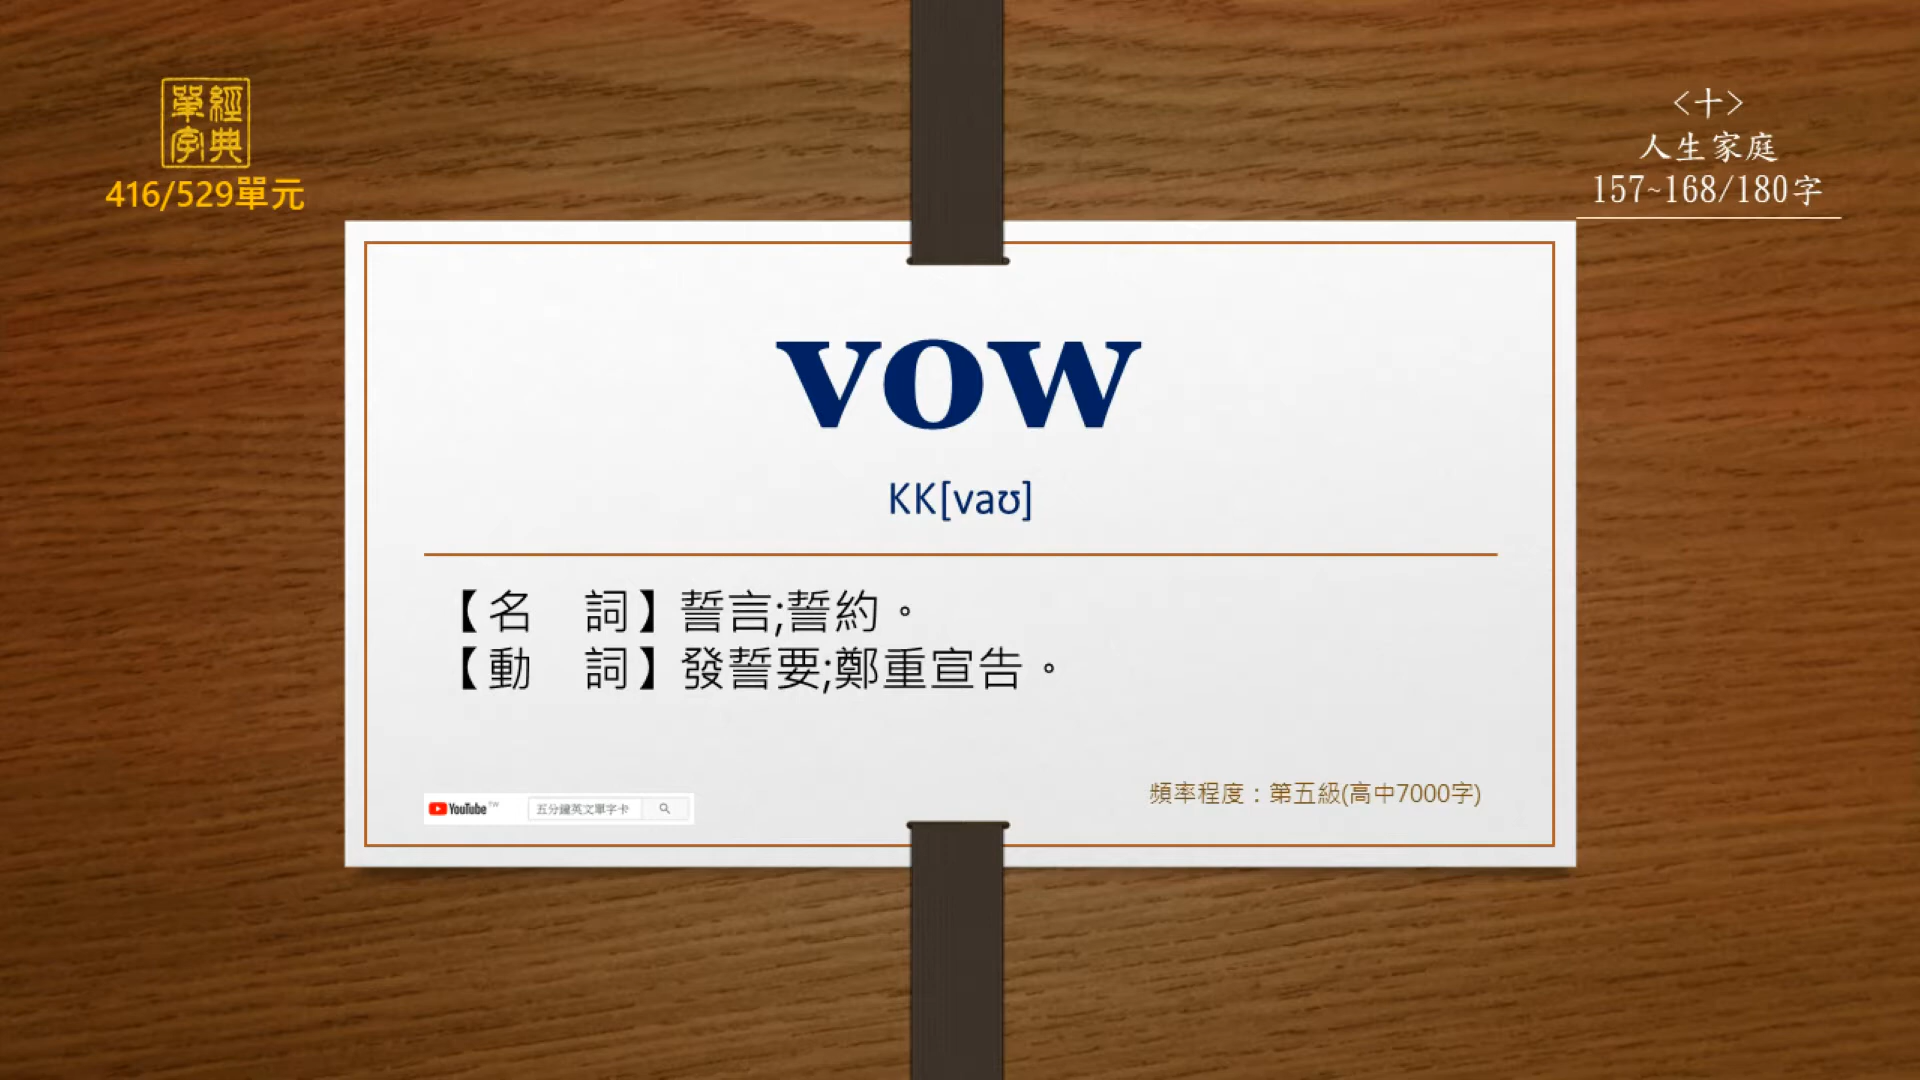 單字經典
416/529單元
<十>
人生家庭
157~168/180字
vow
KK[vaʊ]
【名 詞】誓言;誓約。
【動 詞】發誓要;鄭重宣告。
頻率程度：第五級(高中7000字)
YouTube TW 五分鐘英文單字卡